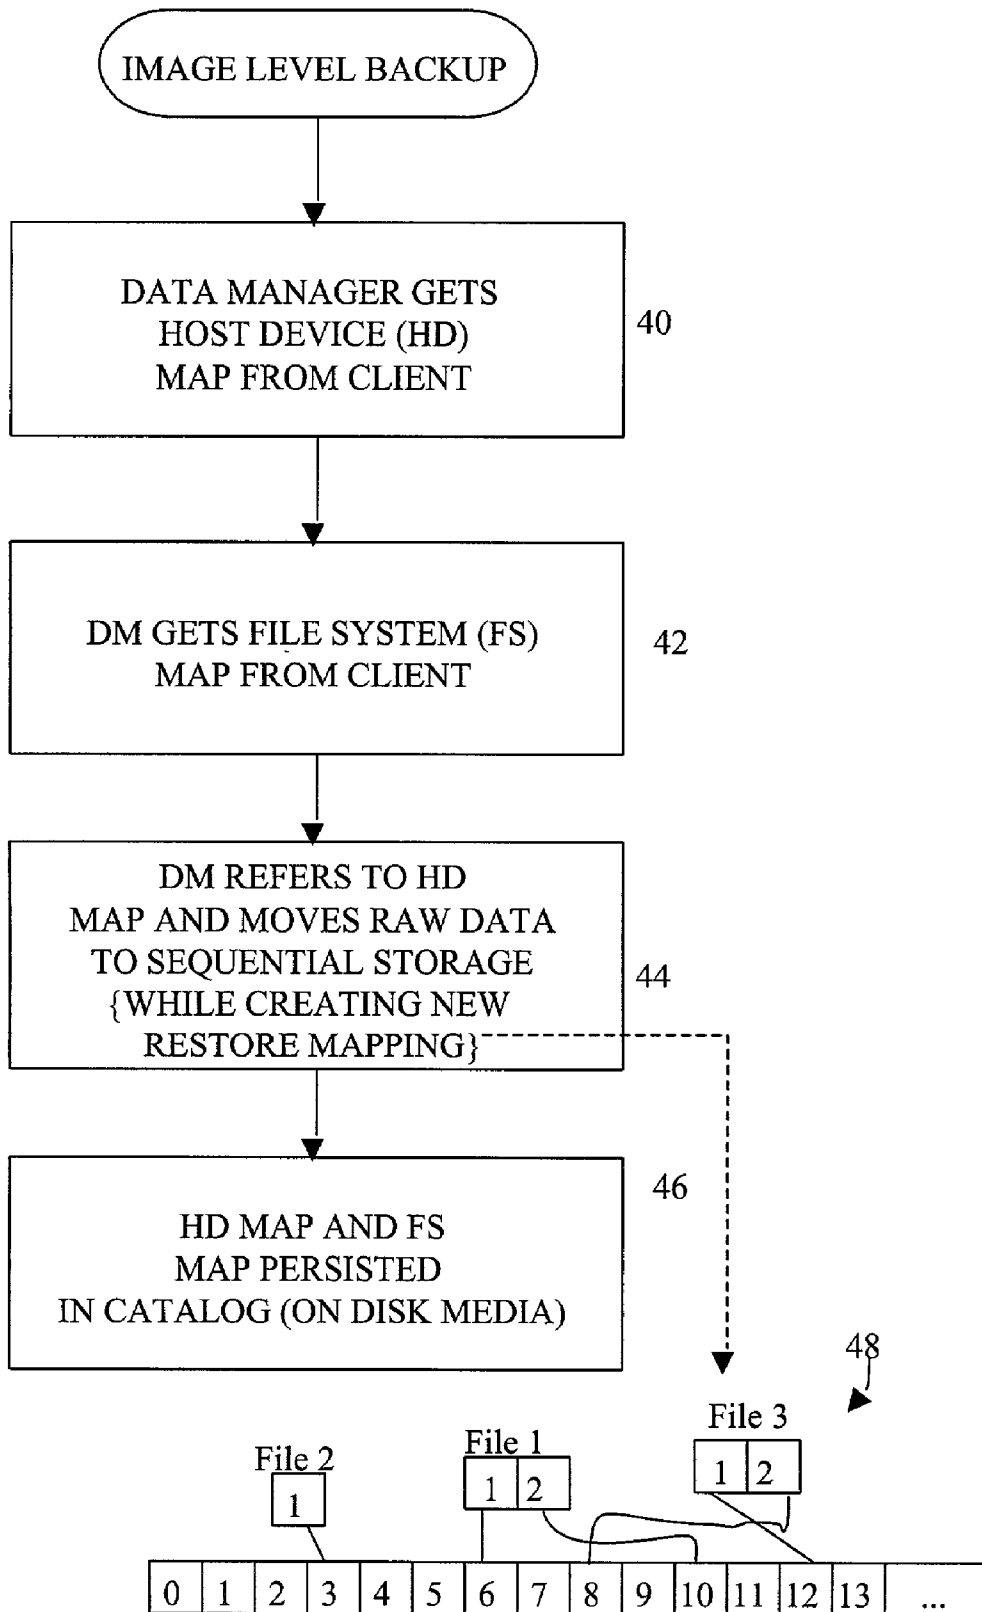 IMAGE LEVEL BACKUP
DATA MANAGER GETS
HOST DEVICE (HD)
MAP FROM CLIENT
40
DM GETS FILE SYSTEM (FS)
MAP FROM CLIENT
42
DM REFERS TO HD
MAP AND MOVES RAW DATA
TO SEQUENTIAL STORAGE
{WHILE CREATING NEW
RESTORE MAPPING}
44
HD MAP AND FS
MAP PERSISTED
IN CATALOG (ON DISK MEDIA)
46
48
File 2
1
File 1
1 2
File 3
1 2
0 1 2 3 4 5 6 7 8 9 10 11 12 13 ...